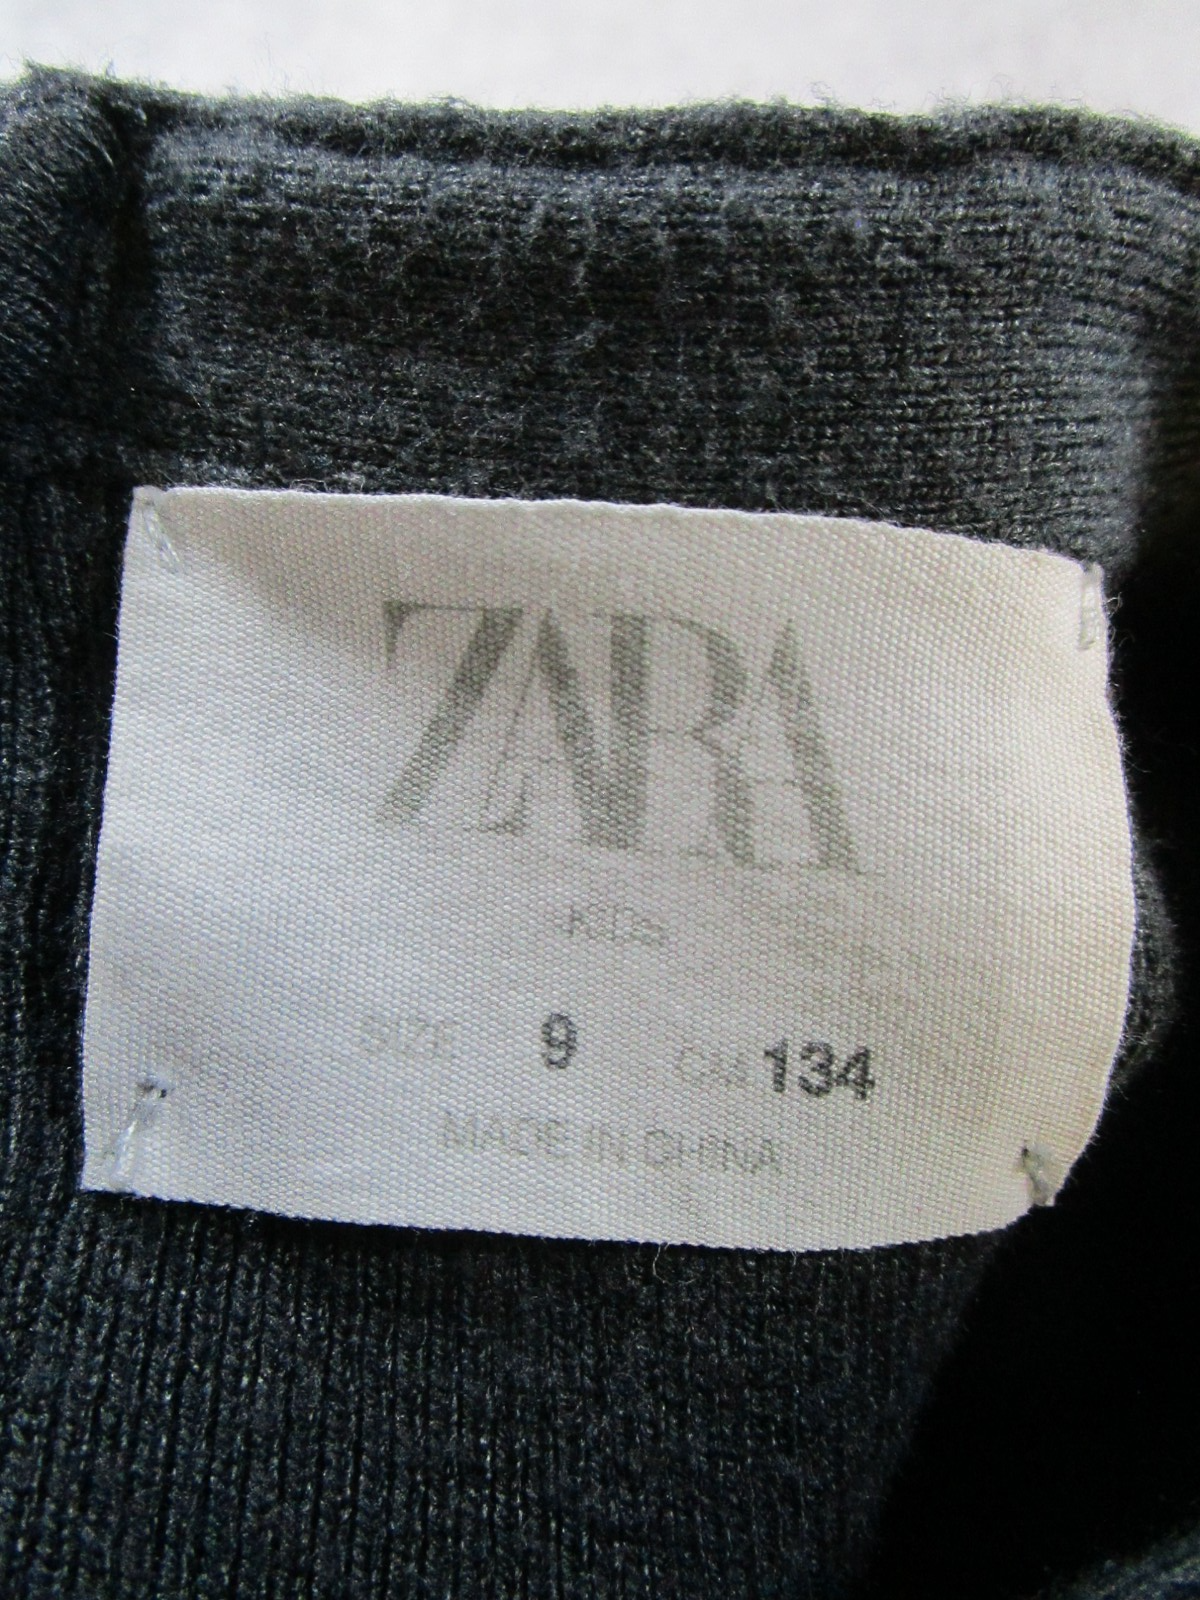 ZARA
KIDS
SIZE 9 CM 134
MADE IN CHINA